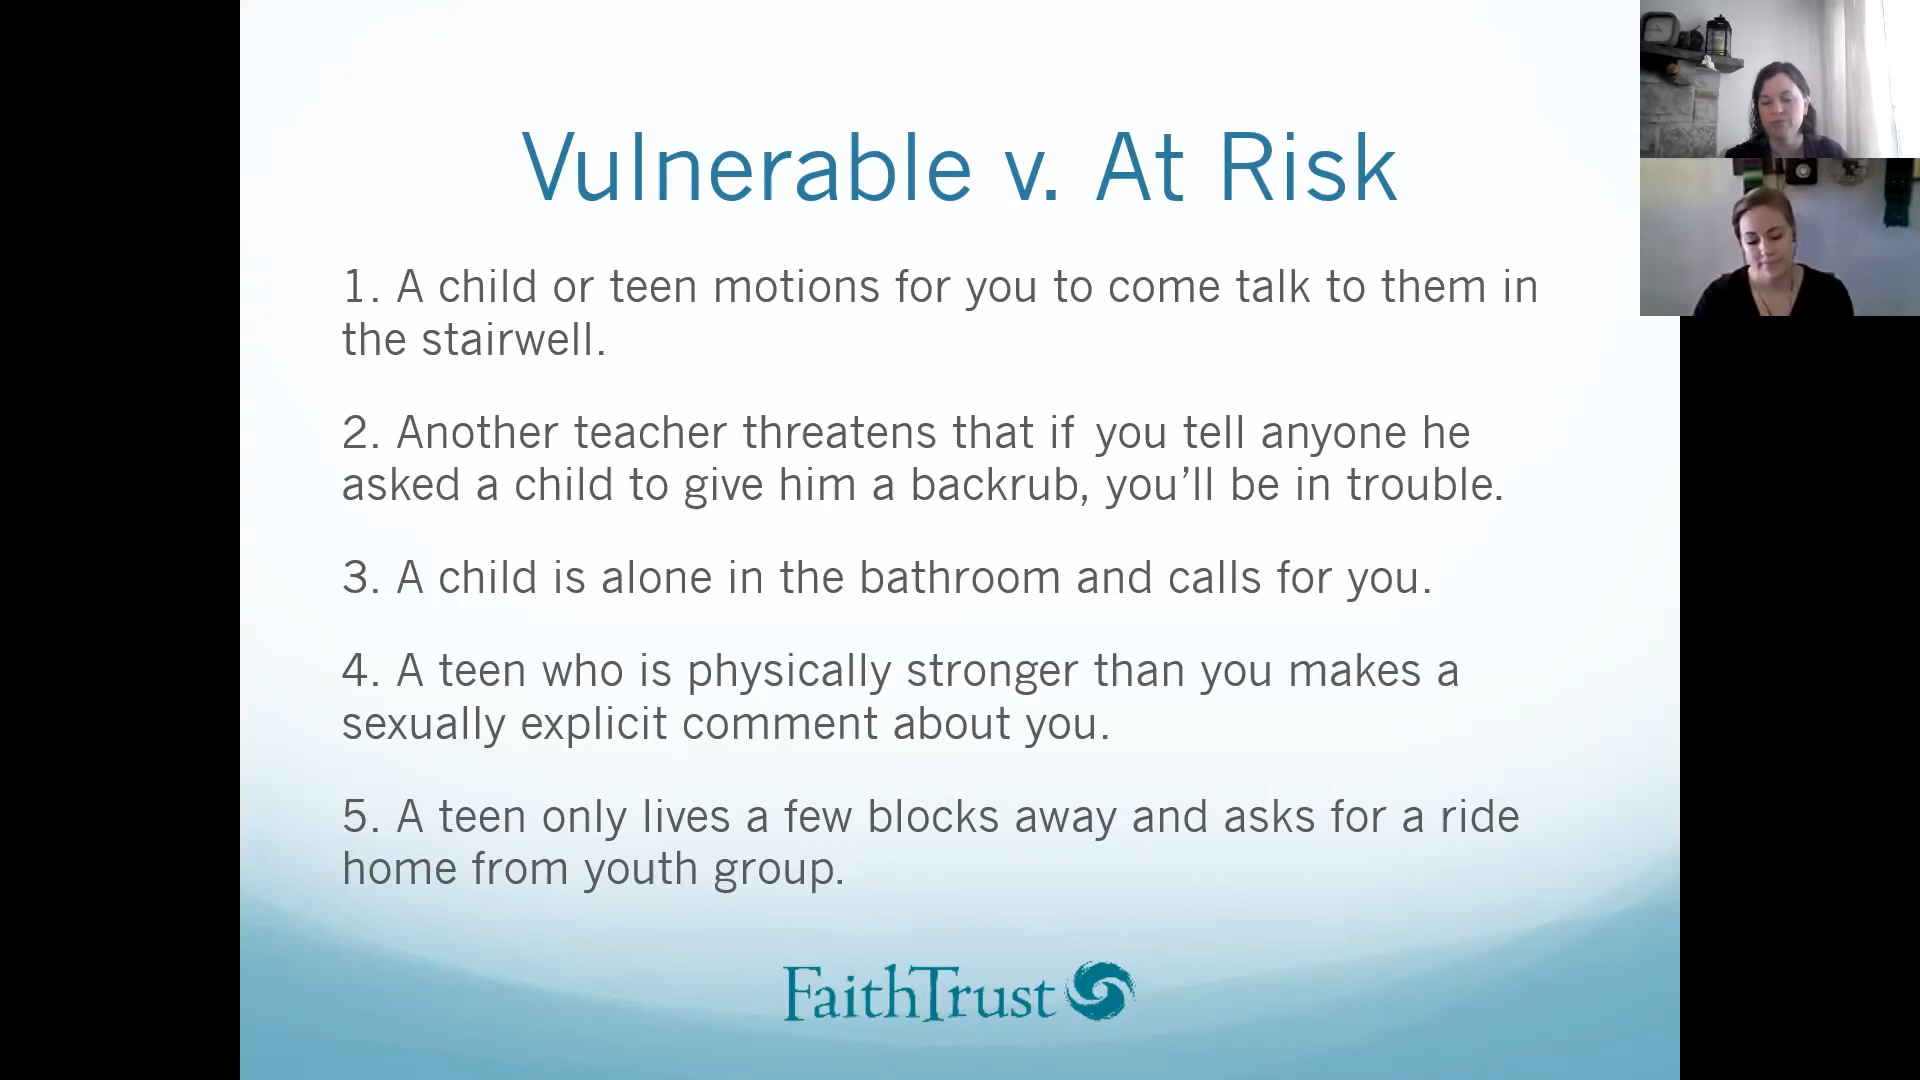 Vulnerable v. At Risk
1. A child or teen motions for you to come talk to them in
the stairwell.
2. Another teacher threatens that if you tell anyone he
asked a child to give him a backrub, you’ll be in trouble.
3. A child is alone in the bathroom and calls for you.
4. A teen who is physically stronger than you makes a
sexually explicit comment about you.
5. A teen only lives a few blocks away and asks for a ride
home from youth group.
FaithTrust